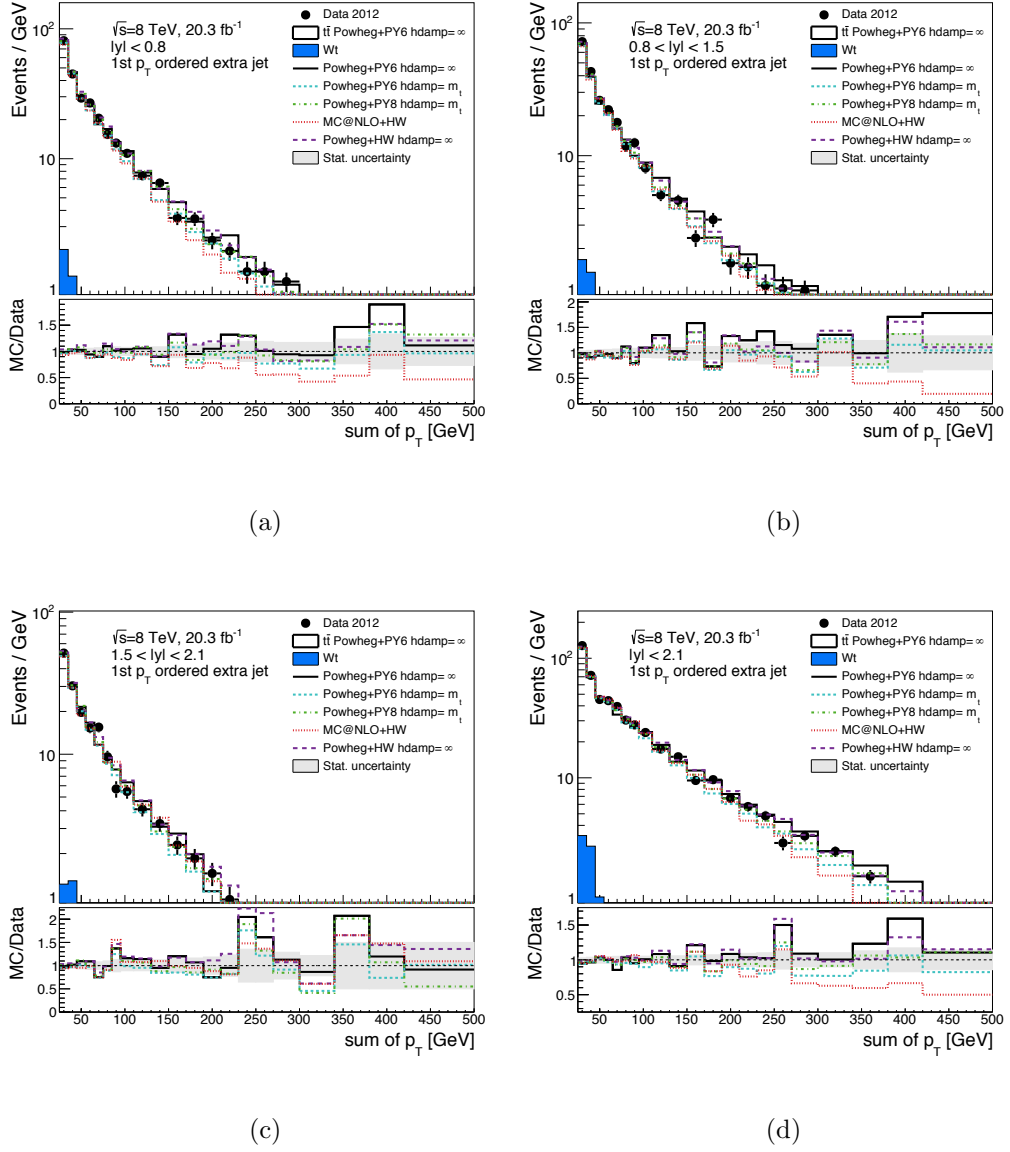 Events / GeV
10²
10
1
√s=8 TeV, 20.3 fb⁻¹
|y| < 0.8
1st p_T ordered extra jet
Data 2012
tt̄ Powheg+PY6 hdamp= ∞
Wt
Powheg+PY6 hdamp= ∞
Powheg+PY6 hdamp= m_t
Powheg+PY8 hdamp= m_t
MC@NLO+HW
Powheg+HW hdamp= ∞
Stat. uncertainty
MC/Data
1.5
1
0.5
0
50 100 150 200 250 300 350 400 450 500
sum of p_T [GeV]
(a)
Events / GeV
10²
10
1
√s=8 TeV, 20.3 fb⁻¹
0.8 < |y| < 1.5
1st p_T ordered extra jet
Data 2012
tt̄ Powheg+PY6 hdamp= ∞
Wt
Powheg+PY6 hdamp= ∞
Powheg+PY6 hdamp= m_t
Powheg+PY8 hdamp= m_t
MC@NLO+HW
Powheg+HW hdamp= ∞
Stat. uncertainty
MC/Data
2
1.5
1
0.5
0
50 100 150 200 250 300 350 400 450 500
sum of p_T [GeV]
(b)
Events / GeV
10²
10
1
√s=8 TeV, 20.3 fb⁻¹
1.5 < |y| < 2.1
1st p_T ordered extra jet
Data 2012
tt̄ Powheg+PY6 hdamp= ∞
Wt
Powheg+PY6 hdamp= ∞
Powheg+PY6 hdamp= m_t
Powheg+PY8 hdamp= m_t
MC@NLO+HW
Powheg+HW hdamp= ∞
Stat. uncertainty
MC/Data
2
1.5
1
0.5
0
50 100 150 200 250 300 350 400 450 500
sum of p_T [GeV]
(c)
Events / GeV
10²
10
1
√s=8 TeV, 20.3 fb⁻¹
|y| < 2.1
1st p_T ordered extra jet
Data 2012
tt̄ Powheg+PY6 hdamp= ∞
Wt
Powheg+PY6 hdamp= ∞
Powheg+PY6 hdamp= m_t
Powheg+PY8 hdamp= m_t
MC@NLO+HW
Powheg+HW hdamp= ∞
Stat. uncertainty
MC/Data
1.5
1
0.5
50 100 150 200 250 300 350 400 450 500
sum of p_T [GeV]
(d)